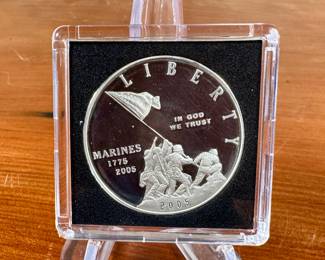 LIBERTY
IN GOD
WE TRUST
MARINES
1775
2005
2005